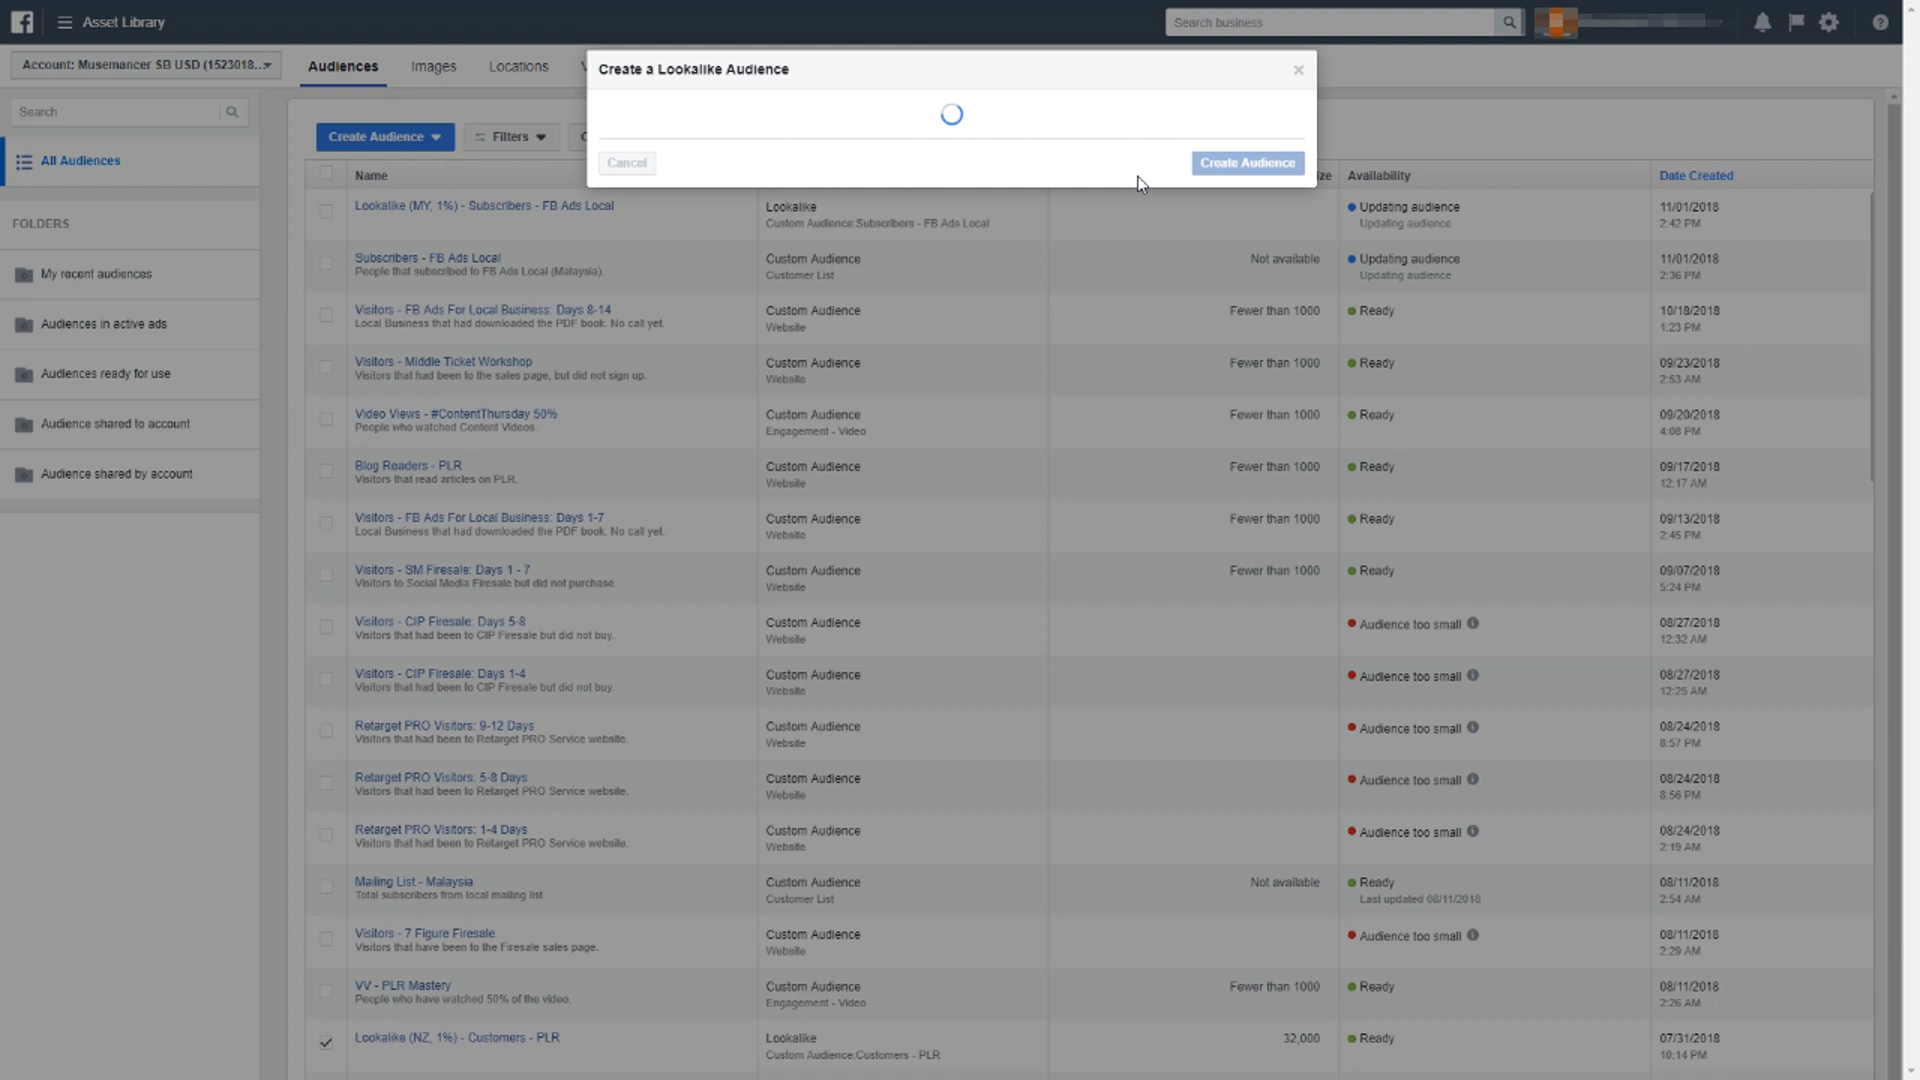 Asset Library
Search business
Account: Musemancer SB USD (1523018...
Audiences
Images
Locations
Create a Lookalike Audience
Cancel
Create Audience
Search
All Audiences
FOLDERS
My recent audiences
Audiences in active ads
Audiences ready for use
Audience shared to account
Audience shared by account
Create Audience
Filters
Name
Availability
Date Created
Lookalike (MY, 1%) - Subscribers - FB Ads Local
Lookalike
Custom Audience:Subscribers - FB Ads Local
Updating audience
Updating audience
11/01/2018
2:42 PM
Subscribers - FB Ads Local
People that subscribed to FB Ads Local (Malaysia).
Custom Audience
Customer List
Not available
Updating audience
Updating audience
11/01/2018
2:36 PM
Visitors - FB Ads For Local Business: Days 8-14
Local Business that had downloaded the PDF book. No call yet.
Custom Audience
Website
Fewer than 1000
Ready
10/18/2018
1:23 PM
Visitors - Middle Ticket Workshop
Visitors that had been to the sales page, but did not sign up.
Custom Audience
Website
Fewer than 1000
Ready
09/23/2018
2:53 AM
Video Views - #ContentThursday 50%
People who watched Content Videos.
Custom Audience
Engagement - Video
Fewer than 1000
Ready
09/20/2018
4:08 PM
Blog Readers - PLR
Visitors that read articles on PLR.
Custom Audience
Website
Fewer than 1000
Ready
09/17/2018
12:17 AM
Visitors - FB Ads For Local Business: Days 1-7
Local Business that had downloaded the PDF book. No call yet.
Custom Audience
Website
Fewer than 1000
Ready
09/13/2018
2:45 PM
Visitors - SM Firesale: Days 1 - 7
Visitors to Social Media Firesale but did not purchase.
Custom Audience
Website
Fewer than 1000
Ready
09/07/2018
5:24 PM
Visitors - CIP Firesale: Days 5-8
Visitors that had been to CIP Firesale but did not buy.
Custom Audience
Website
Audience too small
08/27/2018
12:32 AM
Visitors - CIP Firesale: Days 1-4
Visitors that had been to CIP Firesale but did not buy.
Custom Audience
Website
Audience too small
08/27/2018
12:25 AM
Retarget PRO Visitors: 9-12 Days
Visitors that had been to Retarget PRO Service website.
Custom Audience
Website
Audience too small
08/24/2018
8:57 PM
Retarget PRO Visitors: 5-8 Days
Visitors that had been to Retarget PRO Service website.
Custom Audience
Website
Audience too small
08/24/2018
8:56 PM
Retarget PRO Visitors: 1-4 Days
Visitors that had been to Retarget PRO Service website.
Custom Audience
Website
Audience too small
08/24/2018
2:19 AM
Mailing List - Malaysia
Total subscribers from local mailing list.
Custom Audience
Customer List
Not available
Ready
Last updated 08/11/2018
08/11/2018
2:54 AM
Visitors - 7 Figure Firesale
Visitors that have been to the Firesale sales page.
Custom Audience
Website
Audience too small
08/11/2018
2:29 AM
VV - PLR Mastery
People who have watched 50% of the video.
Custom Audience
Engagement - Video
Fewer than 1000
Ready
08/11/2018
2:26 AM
Lookalike (NZ, 1%) - Customers - PLR
Lookalike
Custom Audience:Customers - PLR
32,000
Ready
07/31/2018
10:14 PM